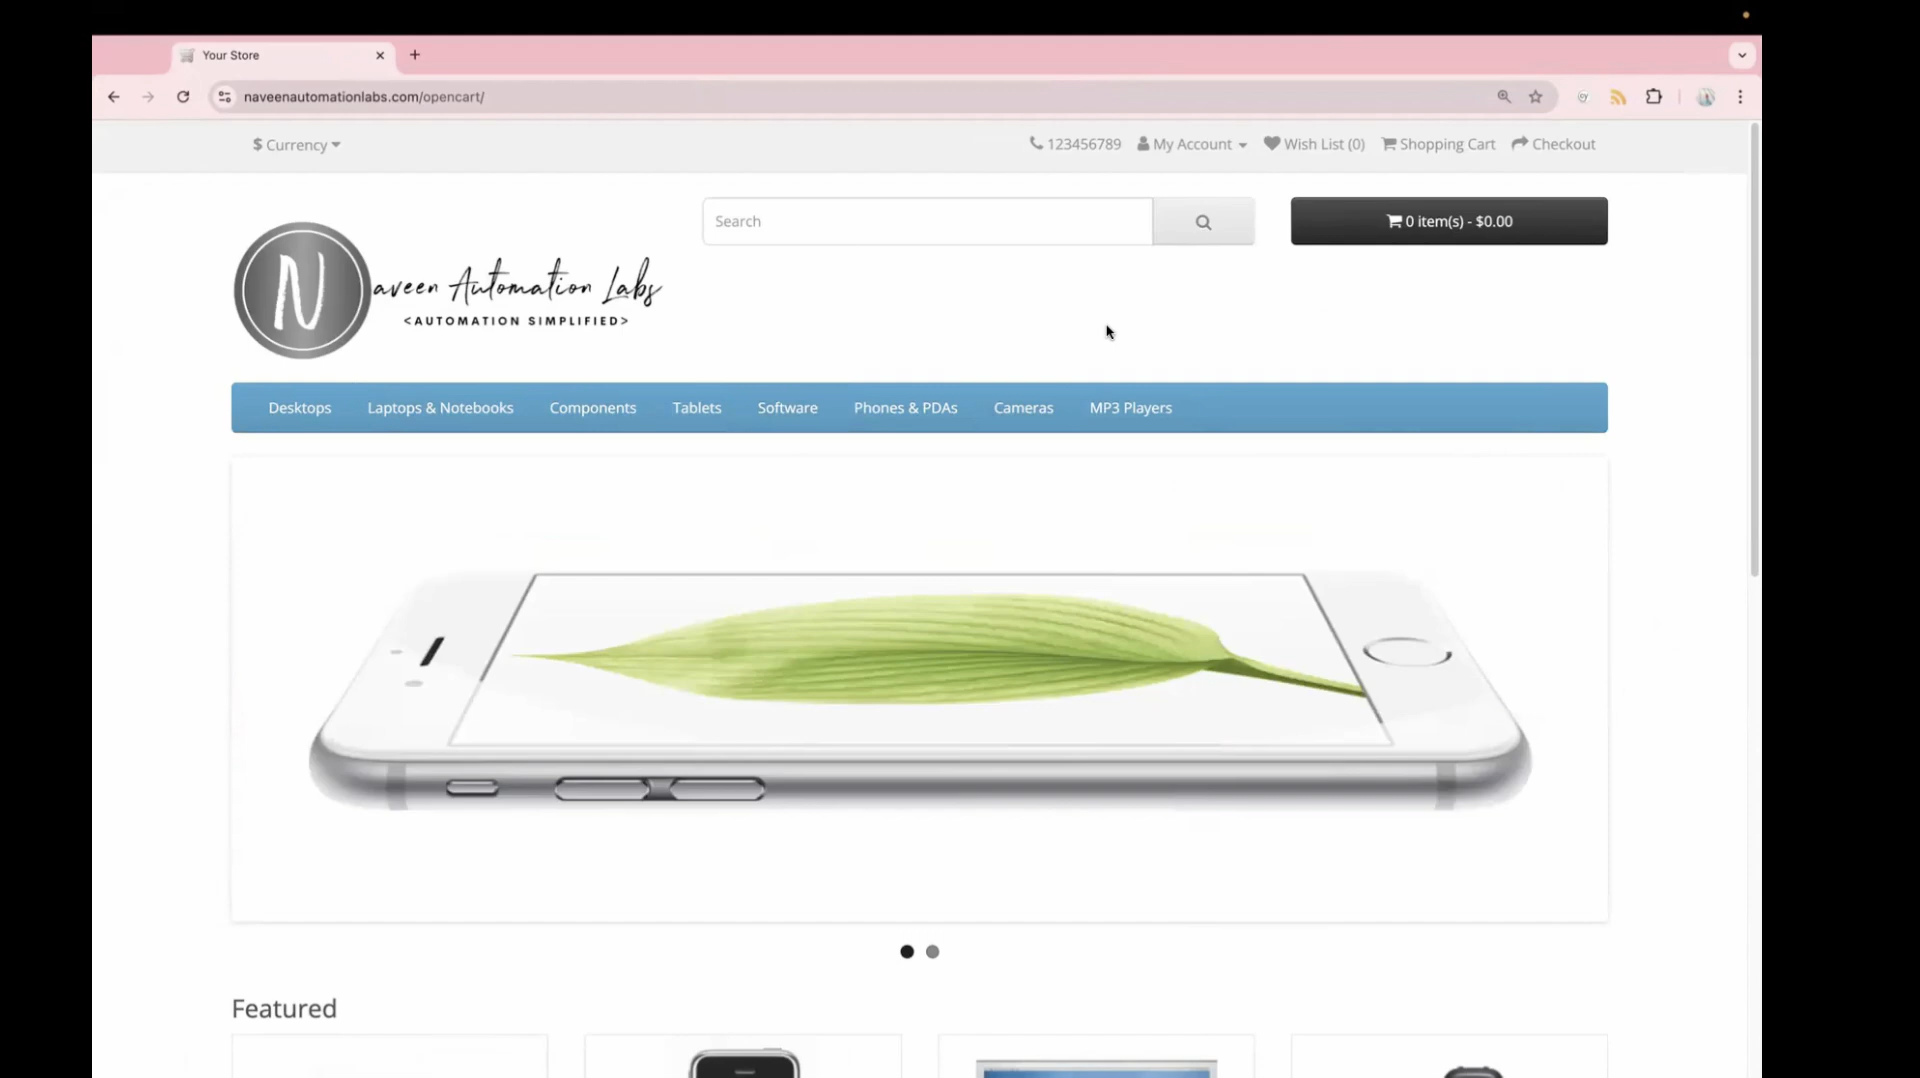 Your Store
naveenautomationlabs.com/opencart/
$ Currency
123456789 My Account Wish List (0) Shopping Cart Checkout
Search
0 item(s) - $0.00
Naveen Automation Labs
<AUTOMATION SIMPLIFIED>
Desktops Laptops & Notebooks Components Tablets Software Phones & PDAs Cameras MP3 Players
Featured